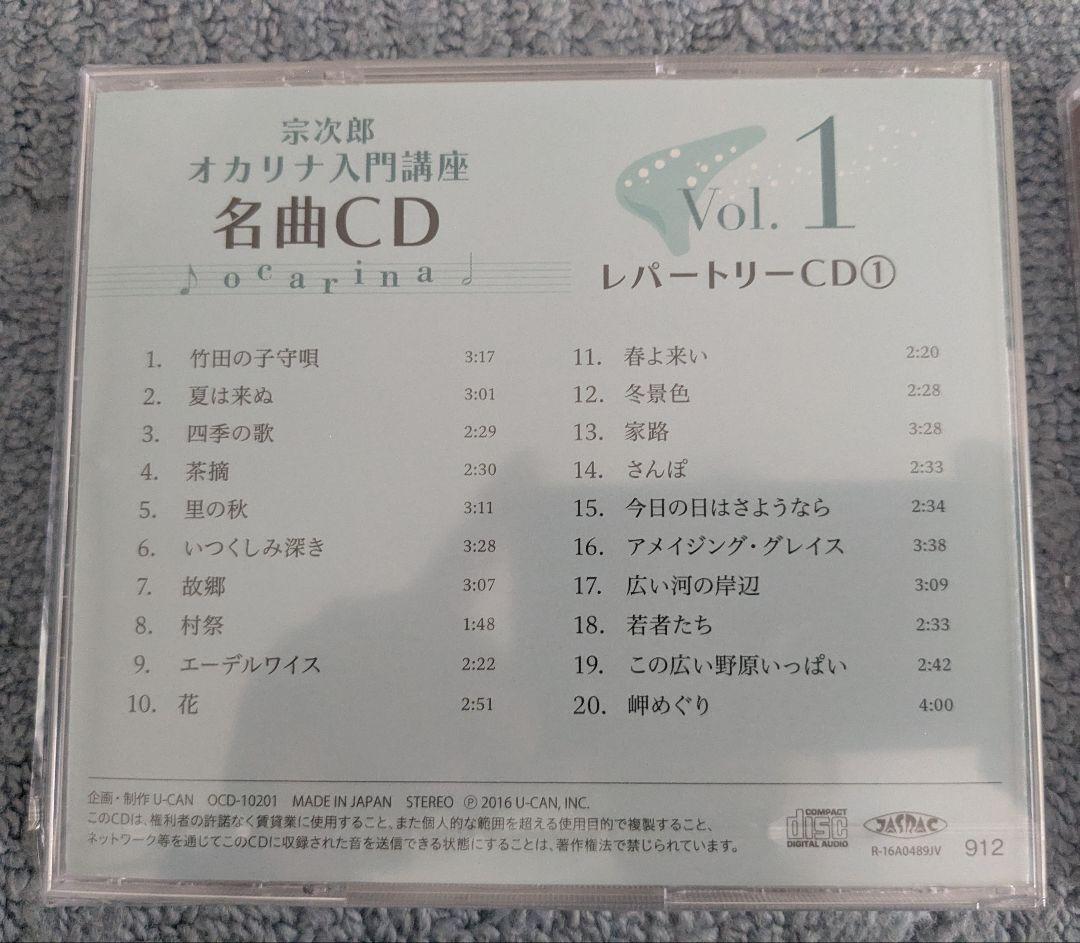 宗次郎
オカリナ入門講座
名曲CD
ocarina
Vol. 1
レパートリーCD①
1. 竹田の子守唄 3:17
2. 夏は来ぬ 3:01
3. 四季の歌 2:29
4. 茶摘 2:30
5. 里の秋 3:11
6. いつくしみ深き 3:28
7. 故郷 3:07
8. 村祭 1:48
9. エーデルワイス 2:22
10. 花 2:51
11. 春よ来い 2:20
12. 冬景色 2:28
13. 家路 3:28
14. さんぽ 2:33
15. 今日の日はさようなら 2:34
16. アメイジング・グレイス 3:38
17. 広い河の岸辺 3:09
18. 若者たち 2:33
19. この広い野原いっぱい 2:42
20. 岬めぐり 4:00
企画・制作 U-CAN OCD-10201 MADE IN JAPAN STEREO Ⓟ 2016 U-CAN, INC.
このCDは、権利者の許諾なく賃貸業に使用すること、また個人的な範囲を超える使用目的で複製すること、
ネットワーク等を通じてこのCDに収録された音を送信できる状態にすることは、著作権法で禁じられています。
COMPACT
disc
DIGITAL AUDIO
JASRAC
R-16A0489JV
912